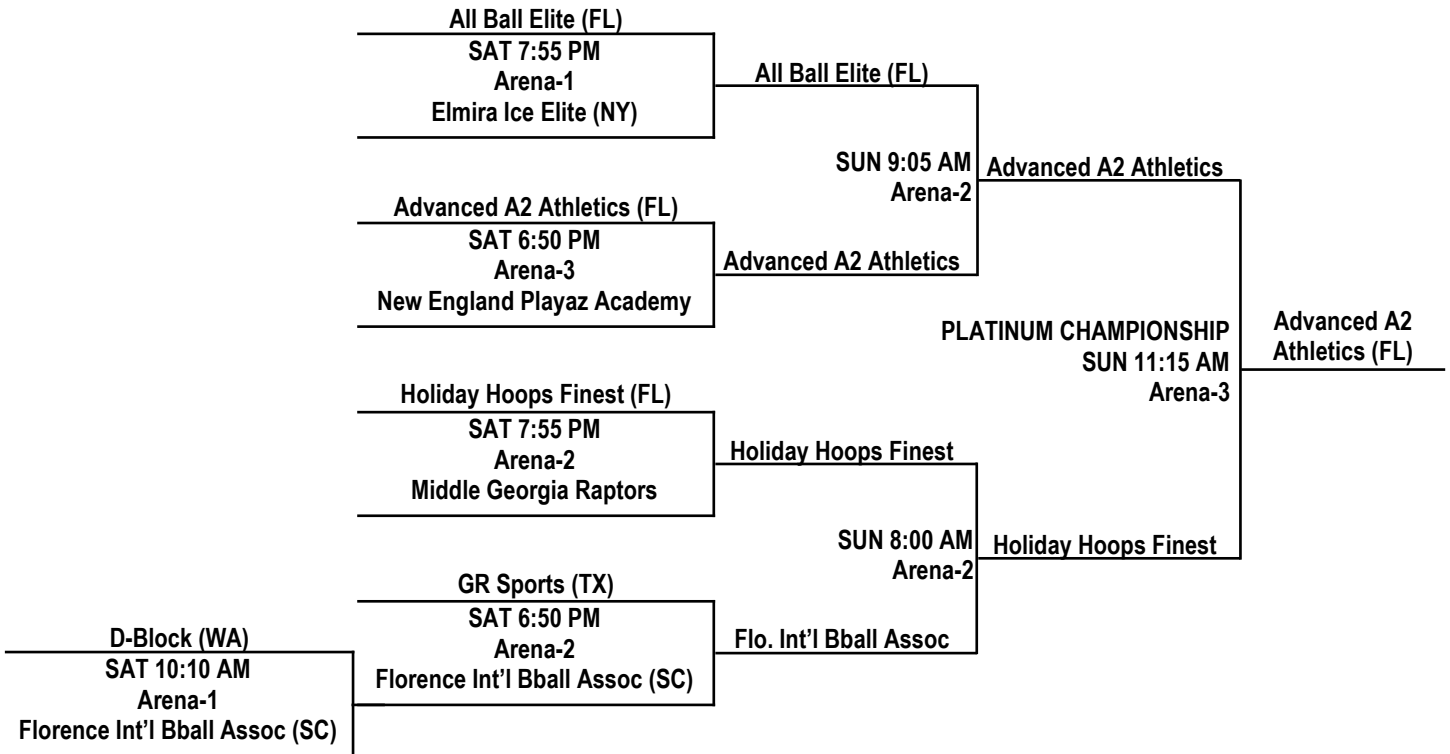 All Ball Elite (FL)
SAT 7:55 PM
Arena-1
Elmira Ice Elite (NY)
All Ball Elite (FL)
SUN 9:05 AM
Arena-2
Advanced A2 Athletics
Advanced A2 Athletics (FL)
SAT 6:50 PM
Arena-3
New England Playaz Academy
Advanced A2 Athletics
PLATINUM CHAMPIONSHIP
SUN 11:15 AM
Arena-3
Advanced A2
Athletics (FL)
Holiday Hoops Finest (FL)
SAT 7:55 PM
Arena-2
Middle Georgia Raptors
Holiday Hoops Finest
SUN 8:00 AM
Arena-2
Holiday Hoops Finest
GR Sports (TX)
SAT 6:50 PM
Arena-2
Florence Int’l Bball Assoc (SC)
Flo. Int’l Bball Assoc
D-Block (WA)
SAT 10:10 AM
Arena-1
Florence Int’l Bball Assoc (SC)